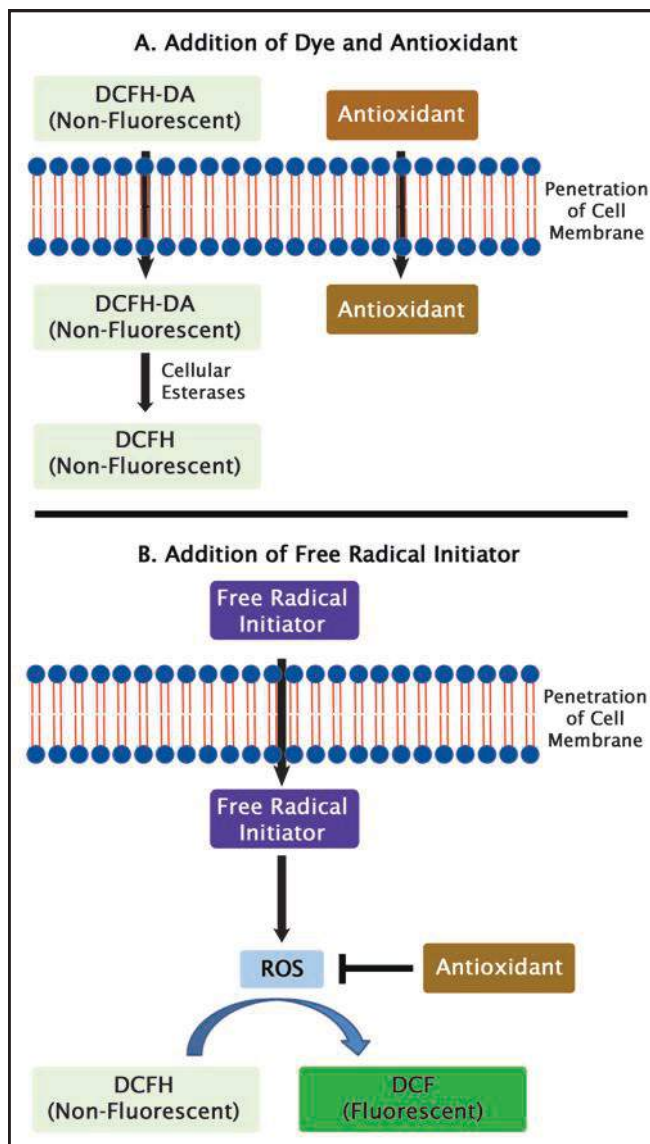 A. Addition of Dye and Antioxidant
DCFH-DA
(Non-Fluorescent)
Antioxidant
Penetration
of Cell
Membrane
DCFH-DA
(Non-Fluorescent)
Antioxidant
Cellular
Esterases
DCFH
(Non-Fluorescent)
B. Addition of Free Radical Initiator
Free Radical
Initiator
Penetration
of Cell
Membrane
Free Radical
Initiator
ROS
Antioxidant
DCFH
(Non-Fluorescent)
DCF
(Fluorescent)